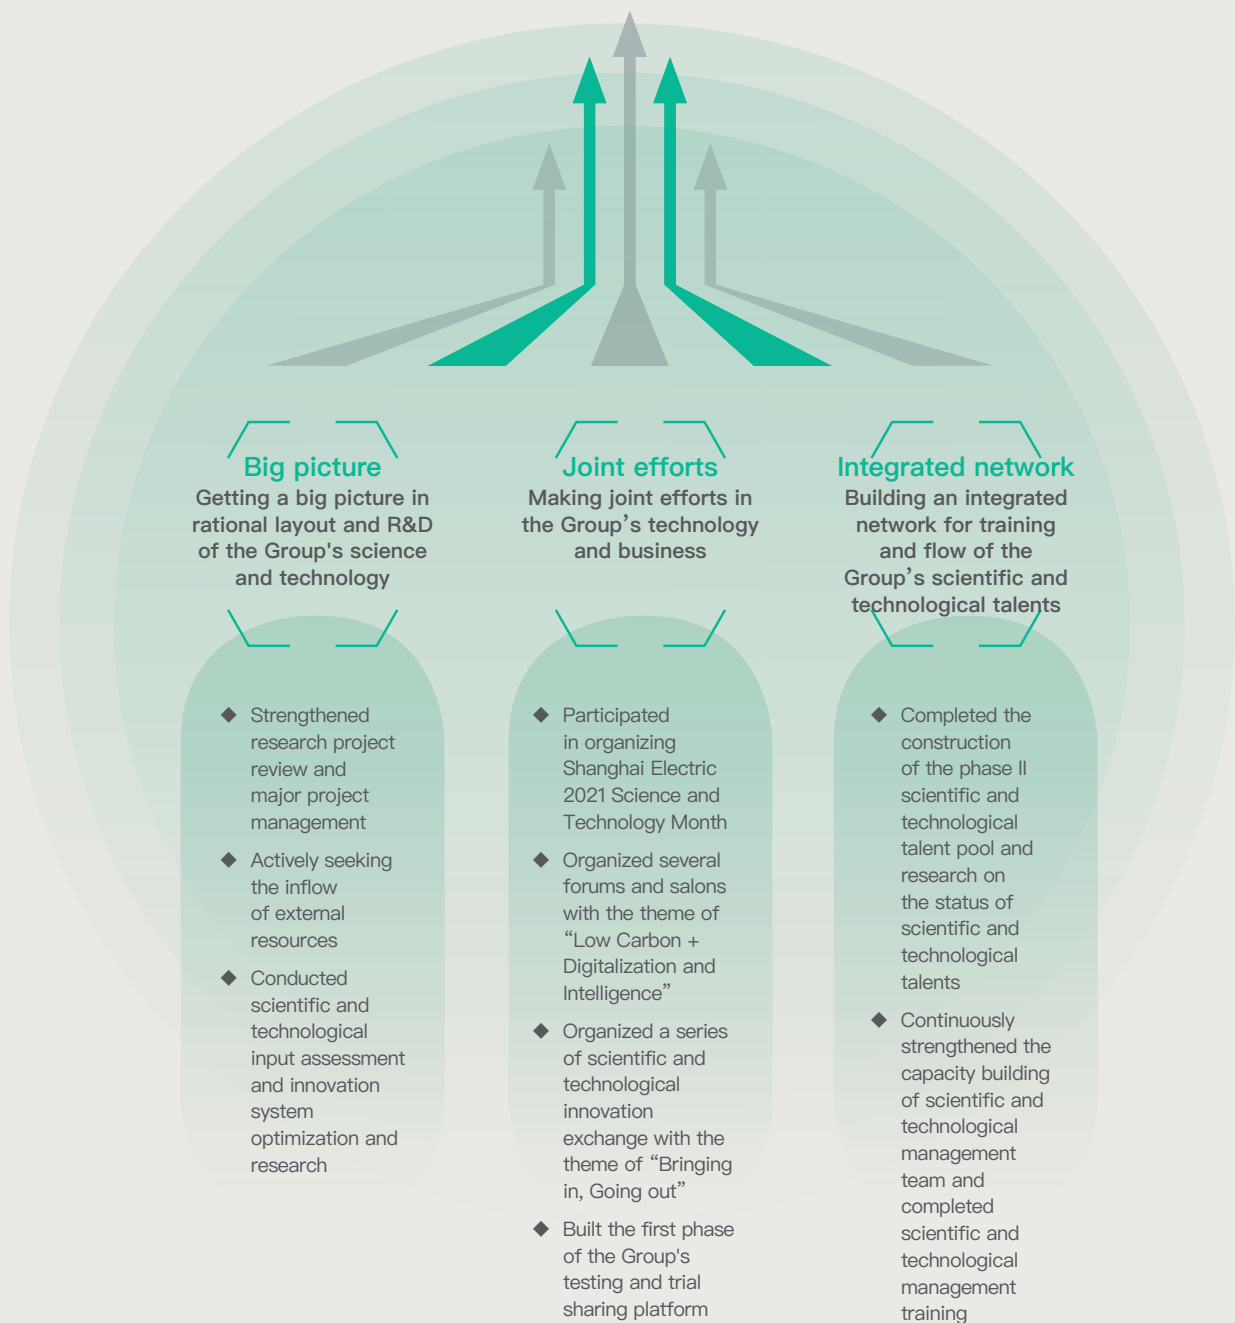 Big picture
Getting a big picture in
rational layout and R&D
of the Group's science
and technology
◆ Strengthened
research project
review and
major project
management
◆ Actively seeking
the inflow
of external
resources
◆ Conducted
scientific and
technological
input assessment
and innovation
system
optimization and
research
Joint efforts
Making joint efforts in
the Group’s technology
and business
◆ Participated
in organizing
Shanghai Electric
2021 Science and
Technology Month
◆ Organized several
forums and salons
with the theme of
“Low Carbon +
Digitalization and
Intelligence”
◆ Organized a series
of scientific and
technological
innovation
exchange with the
theme of “Bringing
in, Going out”
◆ Built the first phase
of the Group's
testing and trial
sharing platform
Integrated network
Building an integrated
network for training
and flow of the
Group’s scientific and
technological talents
◆ Completed the
construction
of the phase II
scientific and
technological
talent pool and
research on
the status of
scientific and
technological
talents
◆ Continuously
strengthened the
capacity building
of scientific and
technological
management
team and
completed
scientific and
technological
management
training